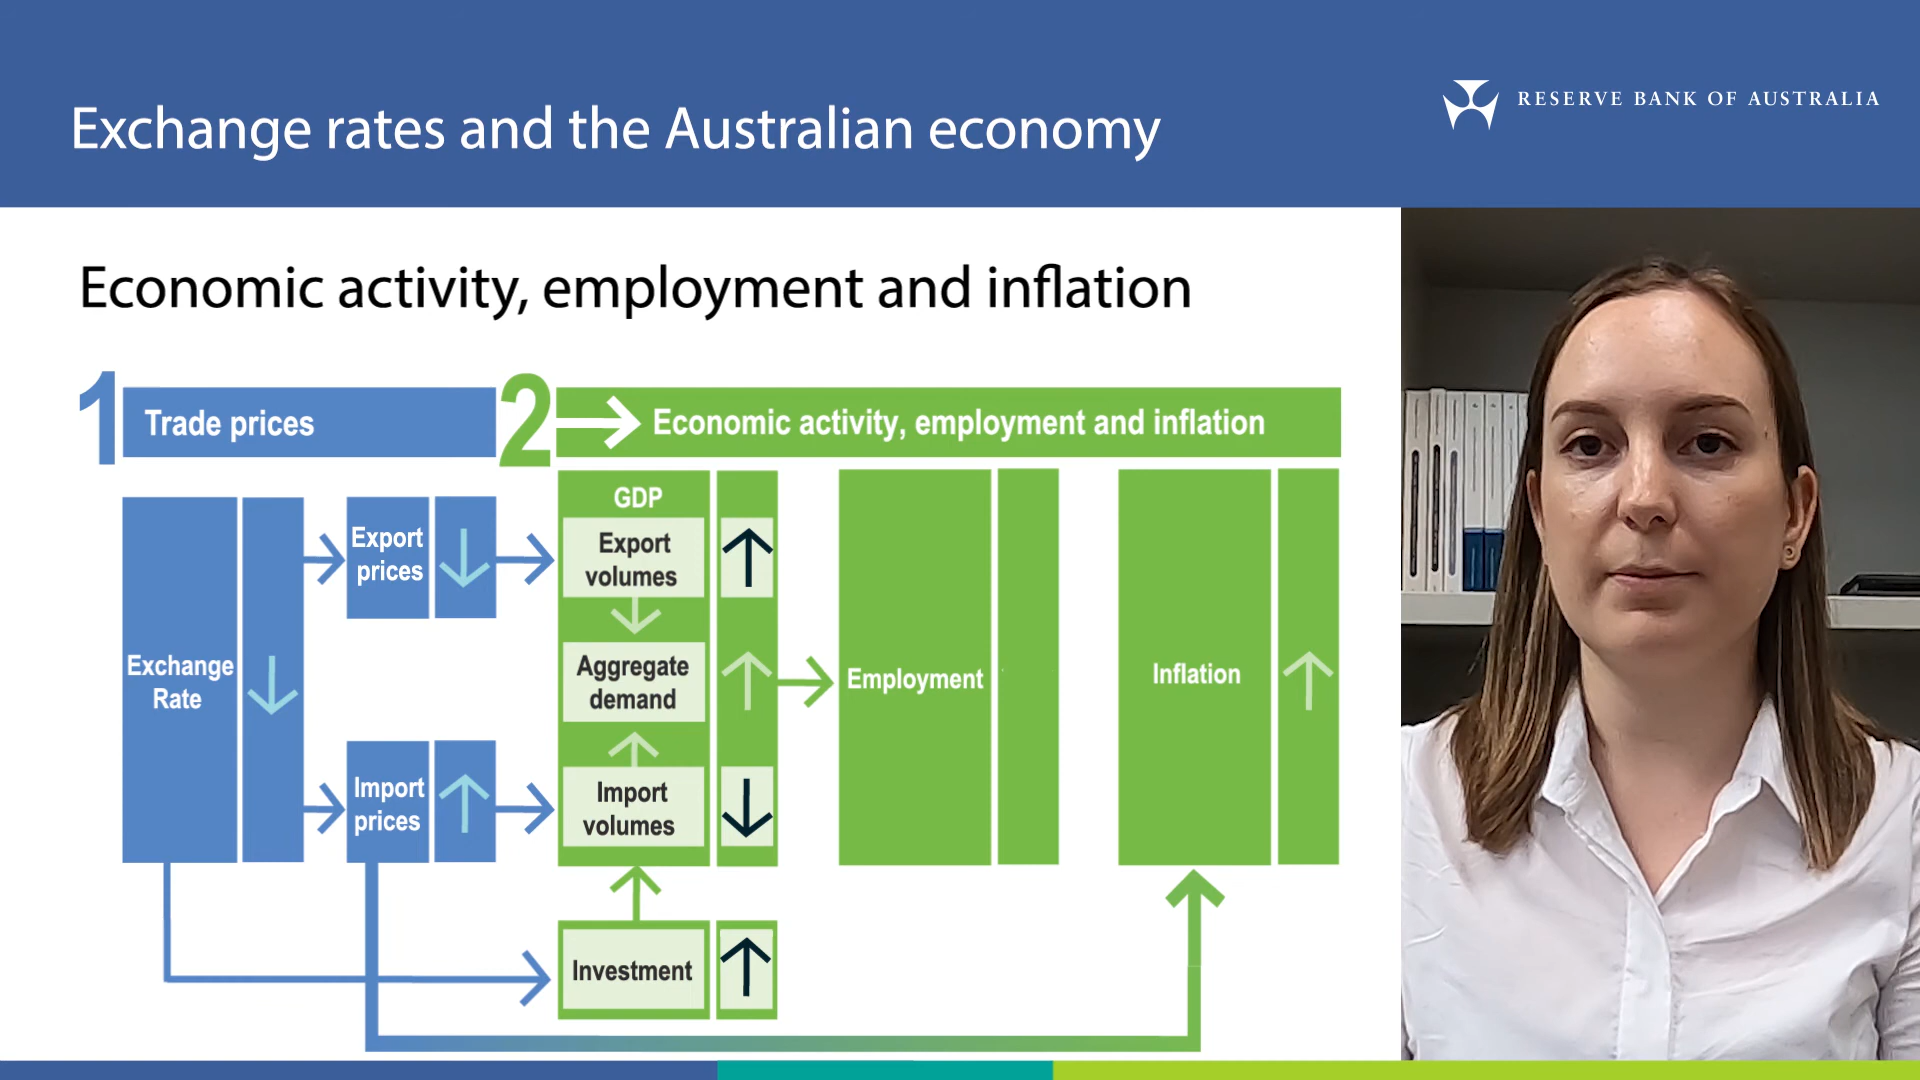 Exchange rates and the Australian economy
RESERVE BANK OF AUSTRALIA
Economic activity, employment and inflation
1
Trade prices
2
Economic activity, employment and inflation
Exchange
Rate
Export
prices
Import
prices
GDP
Export
volumes
Aggregate
demand
Import
volumes
Investment
Employment
Inflation